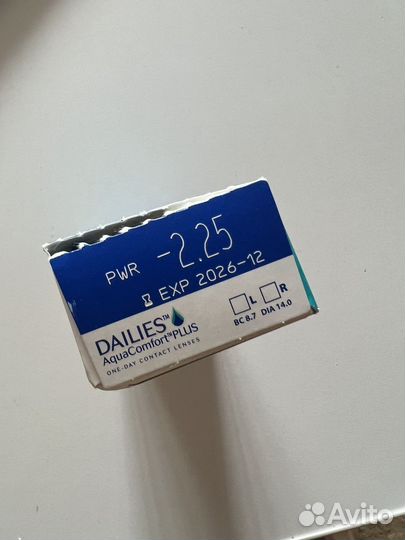 PWR -2.25
EXP 2026-12
DAILIES™
AquaComfort™PLUS
ONE-DAY CONTACT LENSES
L R
BC 8.7 DIA 14.0
Avito